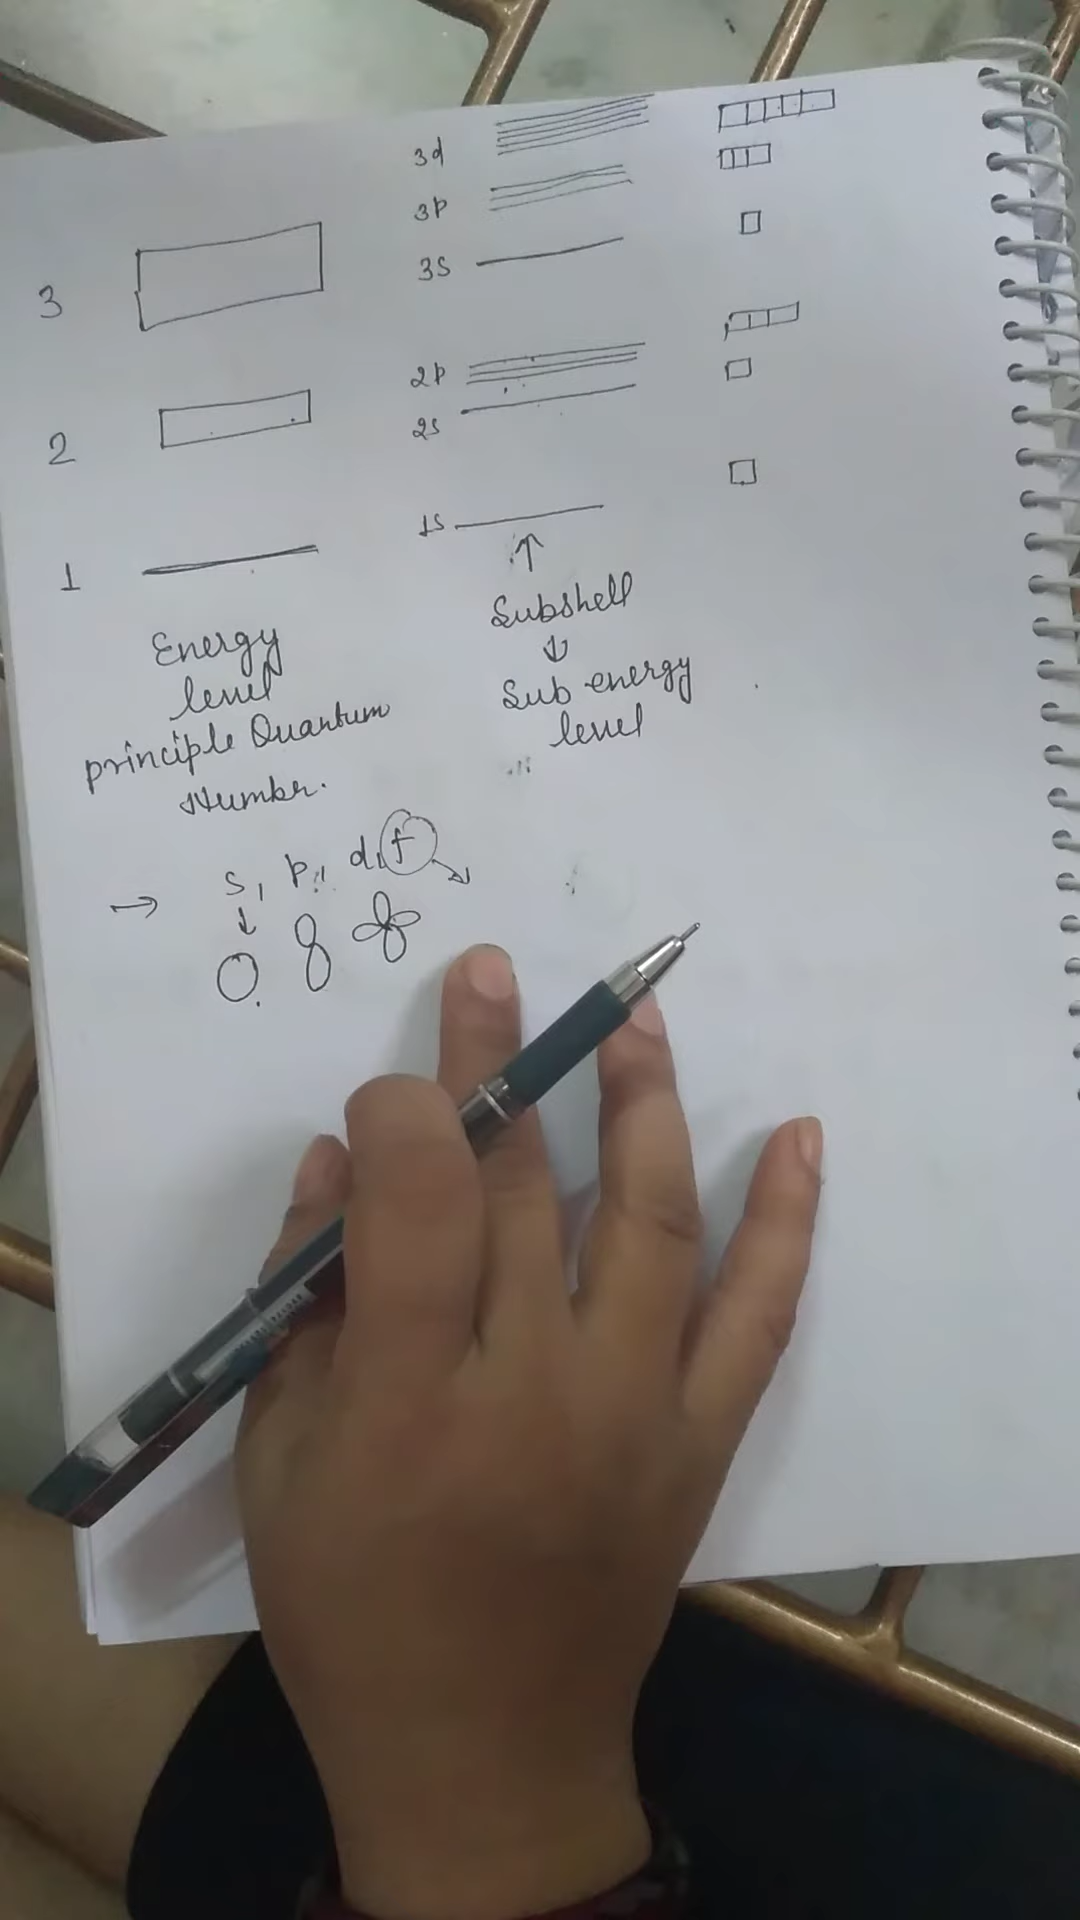 3d
3p
3s
3
2p
2s
2
1s
1
Subshell
Energy
level
Sub energy
level
principle Quantum
Number.
→ s, p, d, f